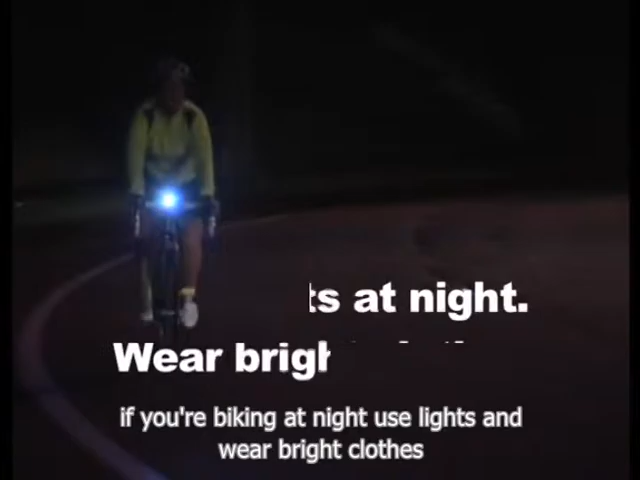 ts at night.
Wear brigh
if you're biking at night use lights and
wear bright clothes